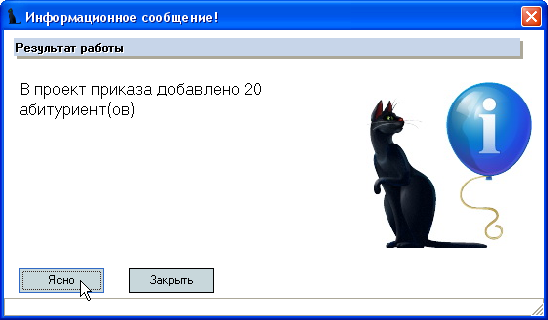 Информационное сообщение!
Результат работы
В проект приказа добавлено 20
абитуриент(ов)
i
Ясно
Закрыть